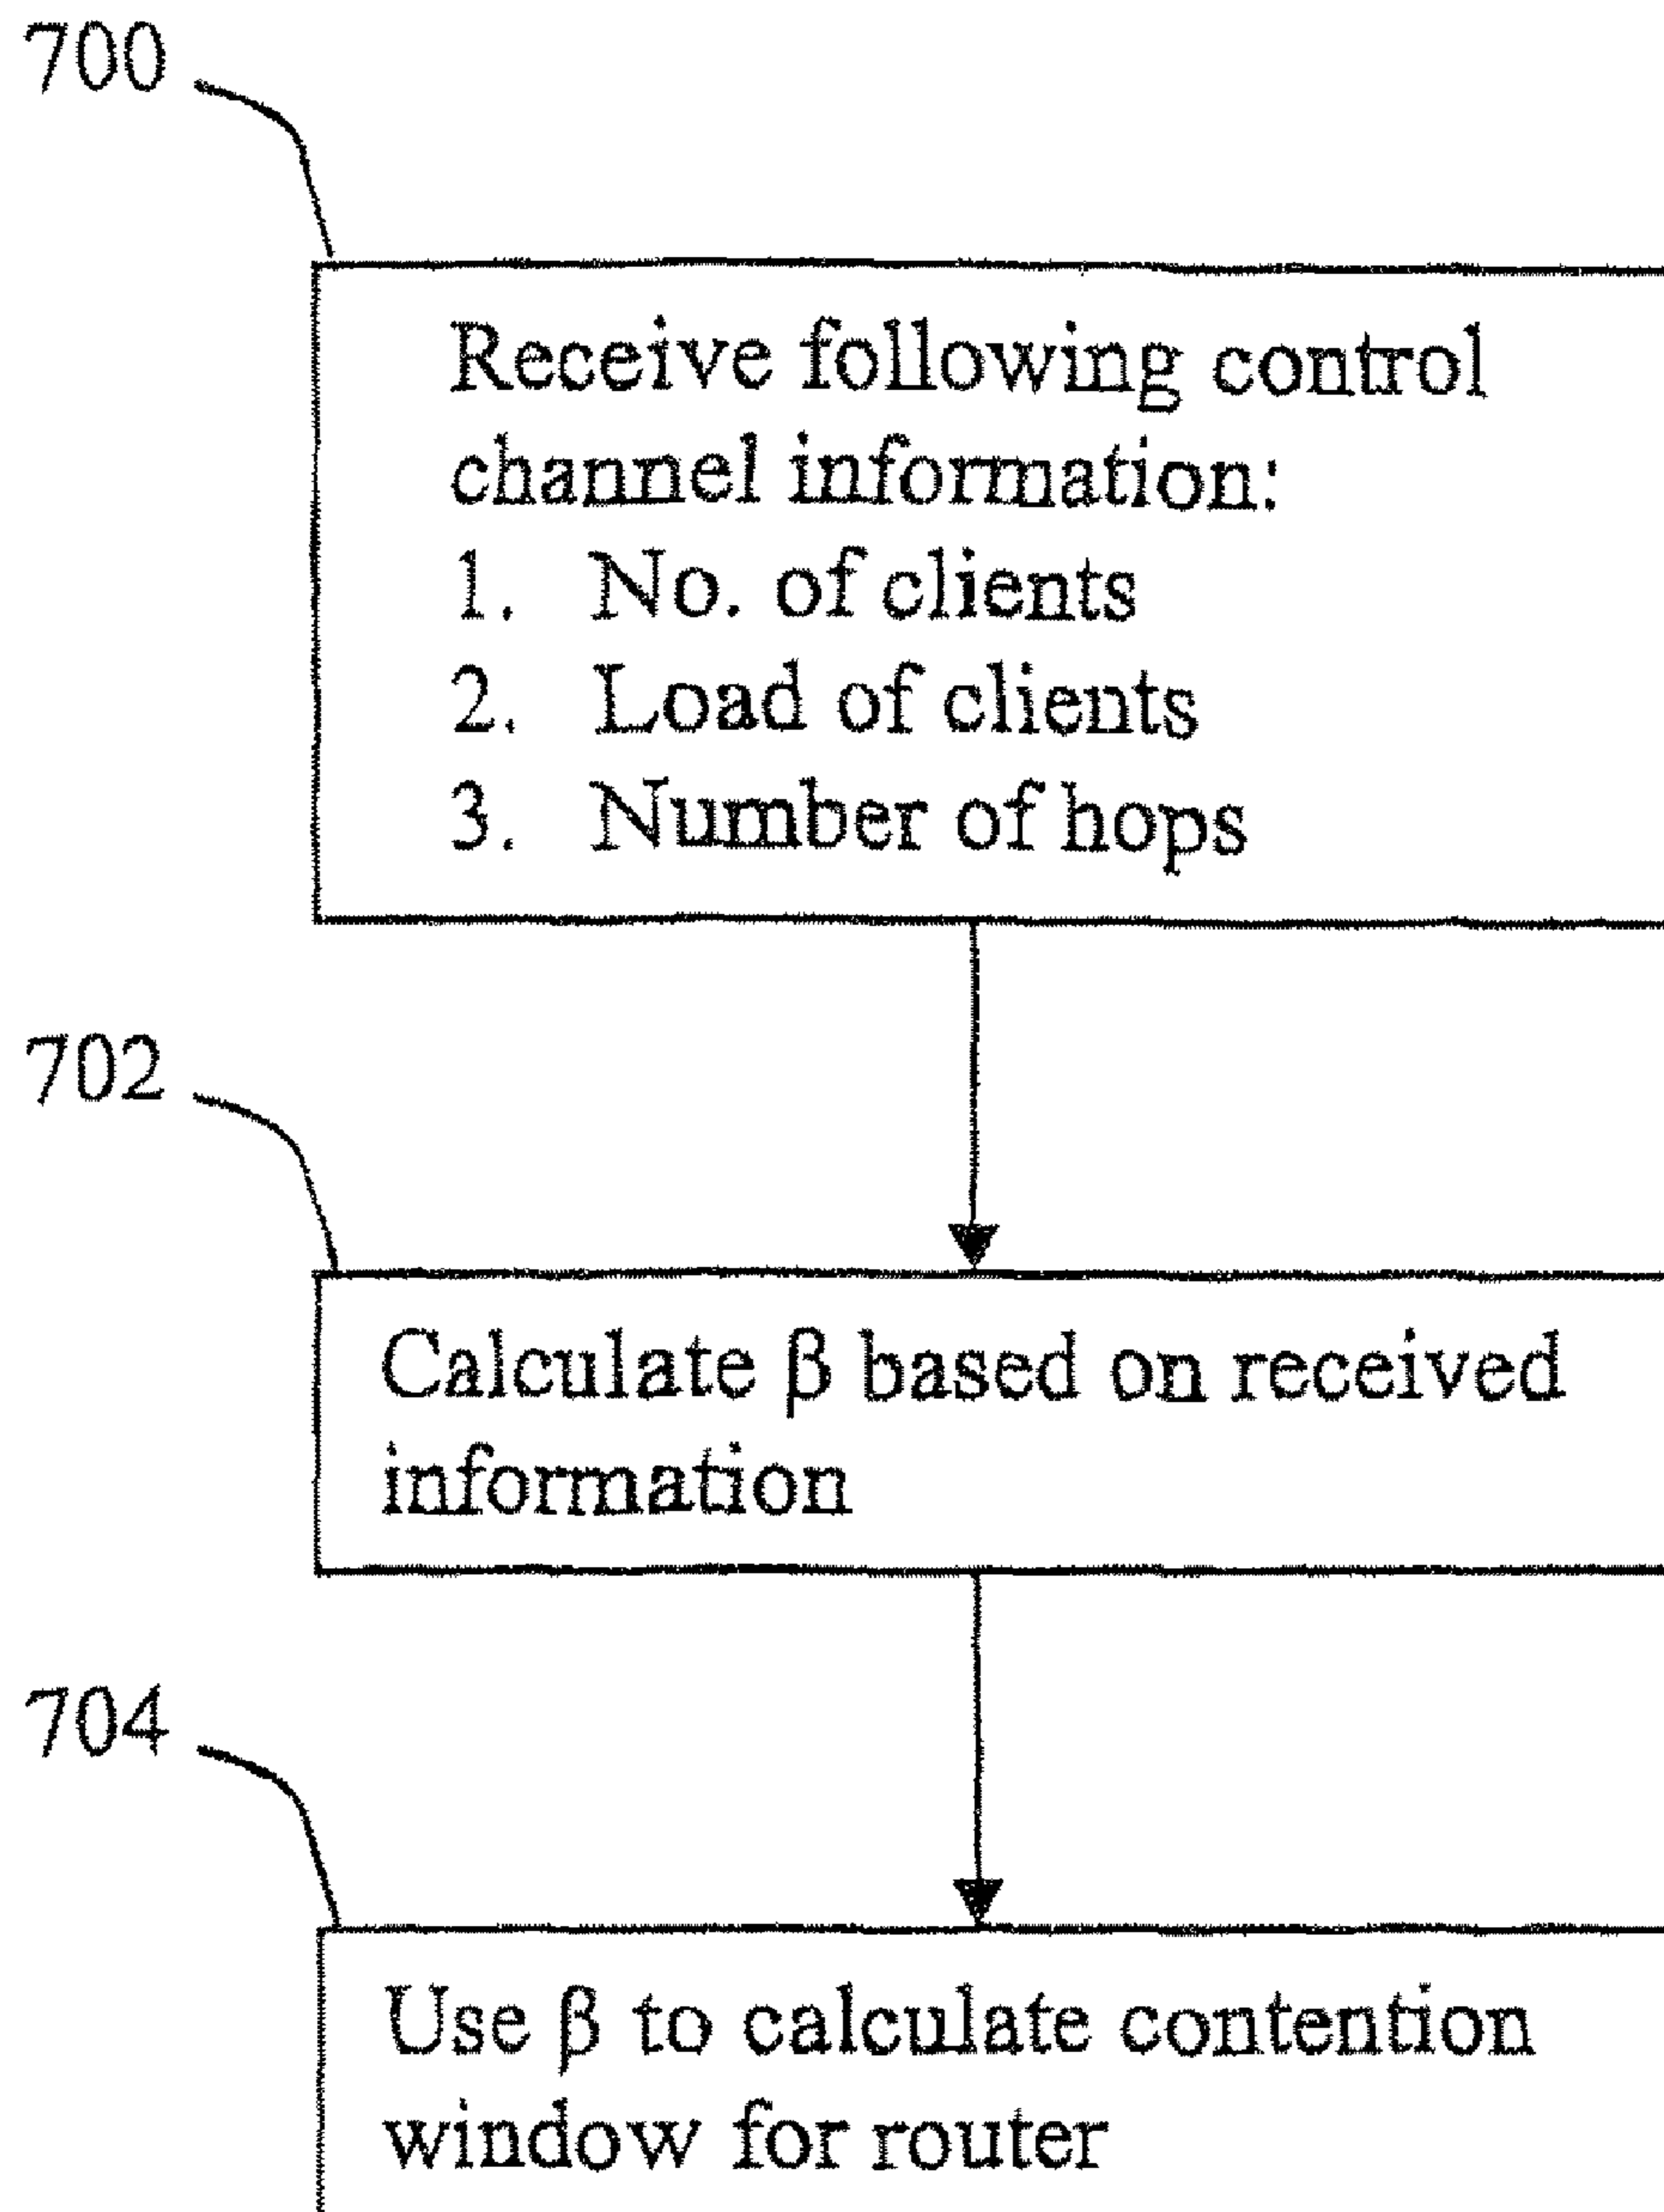 700
Receive following control
channel information:
1. No. of clients
2. Load of clients
3. Number of hops
702
Calculate β based on received
information
704
Use β to calculate contention
window for router